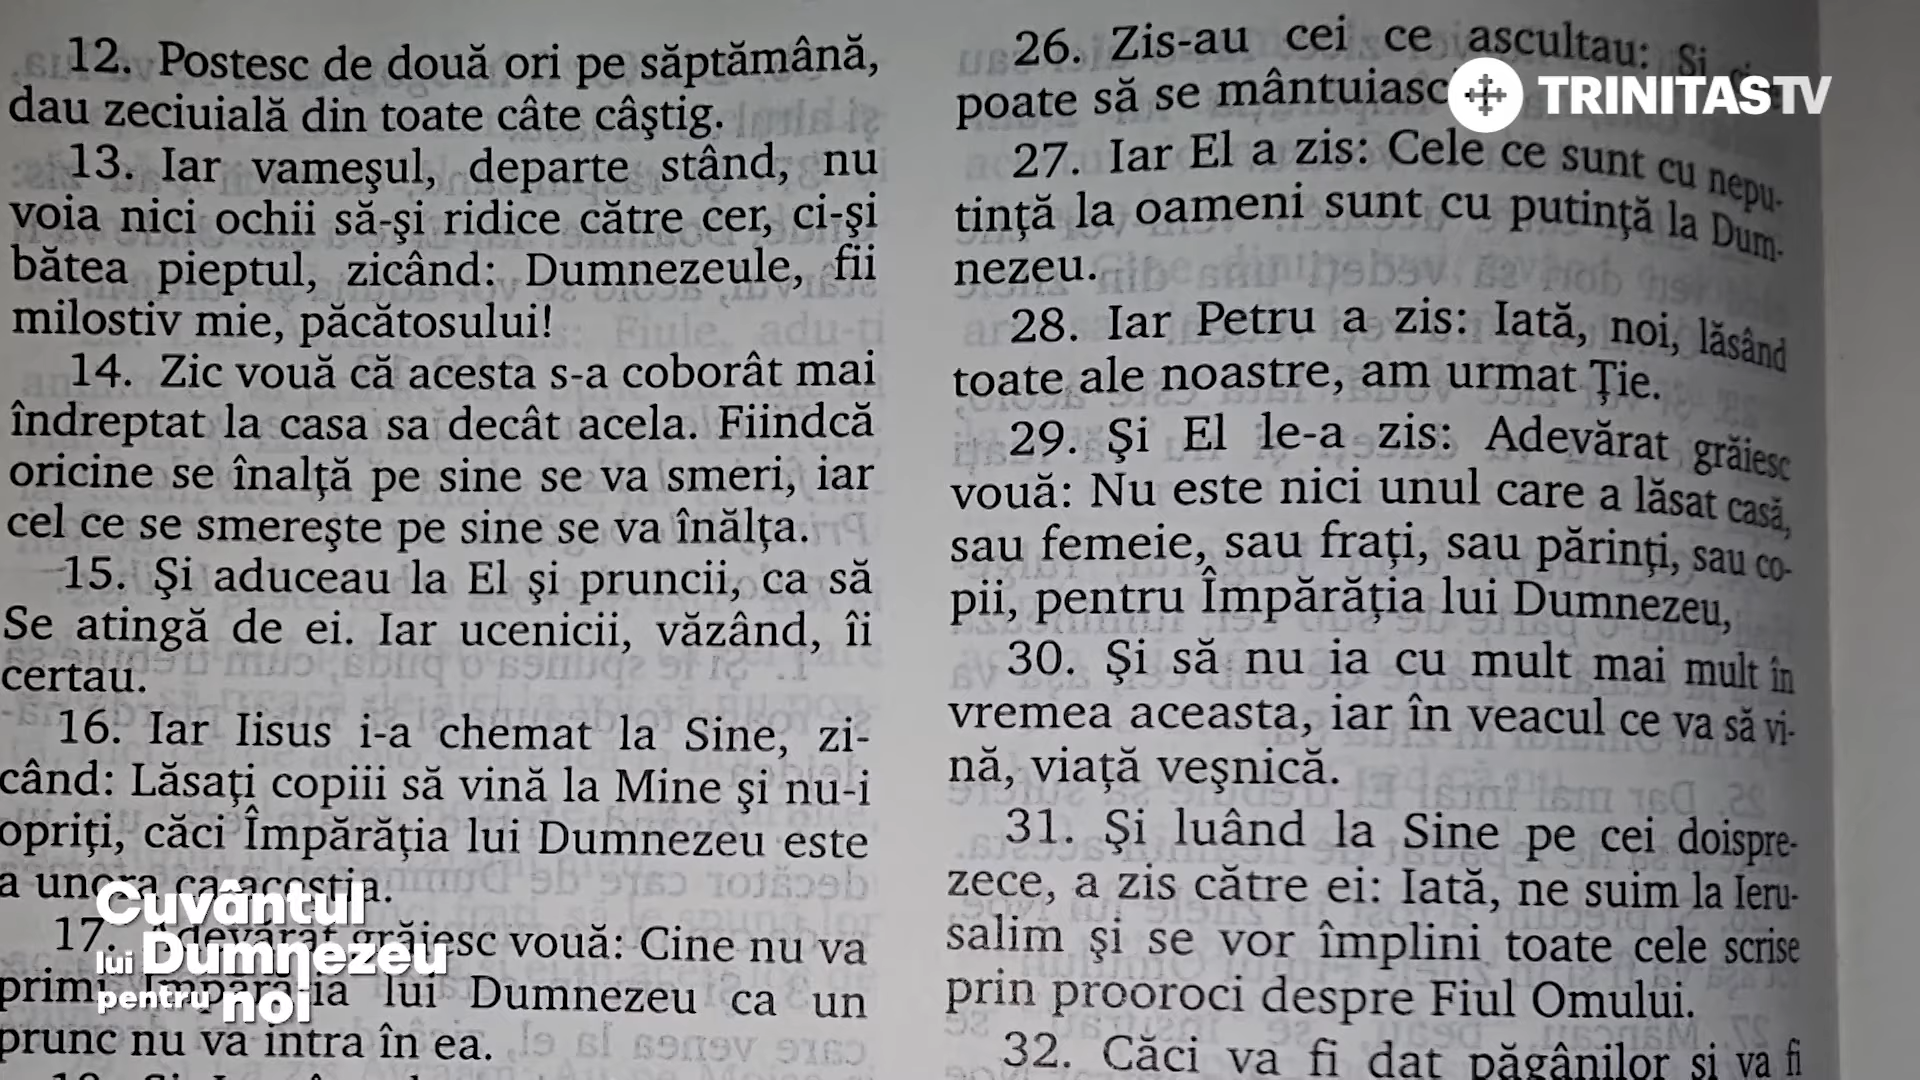 12. Postesc de două ori pe săptămână,
dau zeciuială din toate câte câştig.
13. Iar vameşul, departe stând, nu
voia nici ochii să-şi ridice către cer, ci-şi
bătea pieptul, zicând: Dumnezeule, fii
milostiv mie, păcătosului!
14. Zic vouă că acesta s-a coborât mai
îndreptat la casa sa decât acela. Fiindcă
oricine se înalţă pe sine se va smeri, iar
cel ce se smereşte pe sine se va înălţa.
15. Şi aduceau la El şi pruncii, ca să
Se atingă de ei. Iar ucenicii, văzând, îi
certau.
16. Iar Iisus i-a chemat la Sine, zi-
când: Lăsaţi copiii să vină la Mine şi nu-i
opriţi, căci Împărăţia lui Dumnezeu este
a unora ca aceştia.
17. Adevărat grăiesc vouă: Cine nu va
primi Împărăţia lui Dumnezeu ca un
prunc nu va intra în ea.
26. Zis-au cei ce ascultau: Şi
poate să se mântuiasc
27. Iar El a zis: Cele ce sunt cu nepu-
tinţă la oameni sunt cu putinţă la Dum-
nezeu.
28. Iar Petru a zis: Iată, noi, lăsând
toate ale noastre, am urmat Ţie.
29. Şi El le-a zis: Adevărat grăiesc
vouă: Nu este nici unul care a lăsat casă,
sau femeie, sau fraţi, sau părinţi, sau co-
pii, pentru Împărăţia lui Dumnezeu,
30. Şi să nu ia cu mult mai mult în
vremea aceasta, iar în veacul ce va să vi-
nă, viaţă veşnică.
31. Şi luând la Sine pe cei doispre-
zece, a zis către ei: Iată, ne suim la Ieru-
salim şi se vor împlini toate cele scrise
prin prooroci despre Fiul Omului.
32. Căci va fi dat păgânilor şi va fi
TRINITAS TV
Cuvântul
lui Dumnezeu
pentru noi